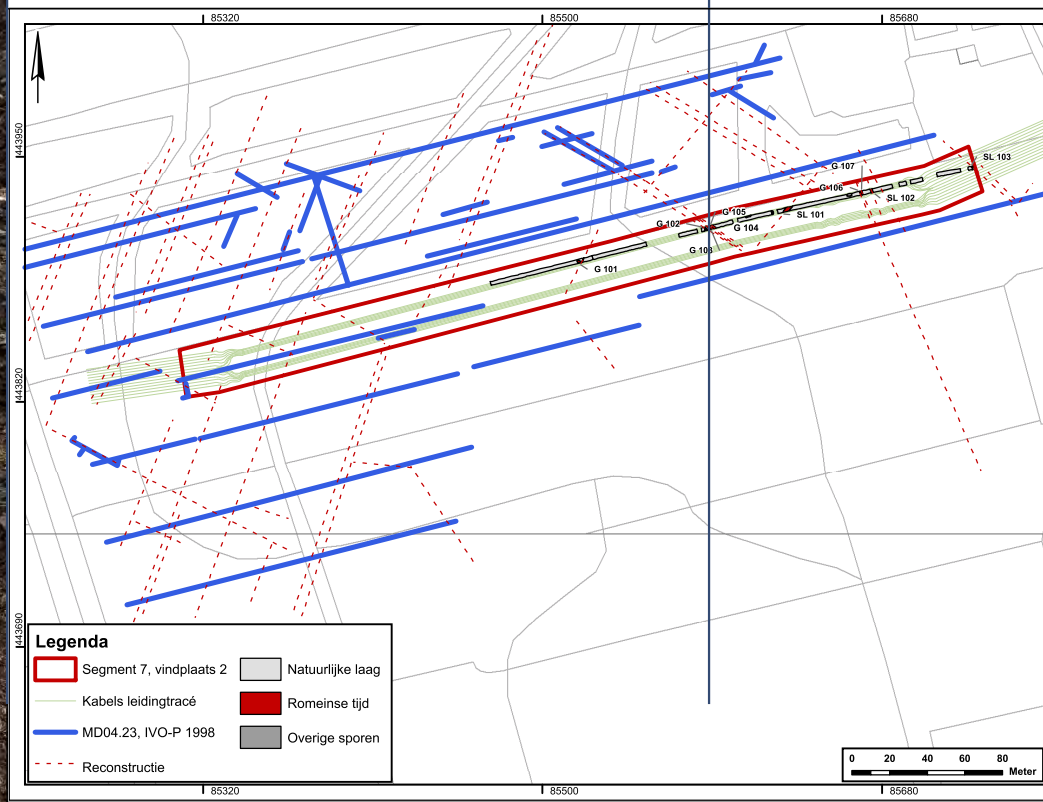 85320 85500 85680
443950
443820
443690
SL 103
G 107
G 106
SL 102
G 105
SL 101
G 102
G 104
G 103
G 101
Legenda
Segment 7, vindplaats 2
Kabels leidingtracé
MD04.23, IVO-P 1998
Reconstructie
Natuurlijke laag
Romeinse tijd
Overige sporen
0 20 40 60 80
Meter
85320 85500 85680